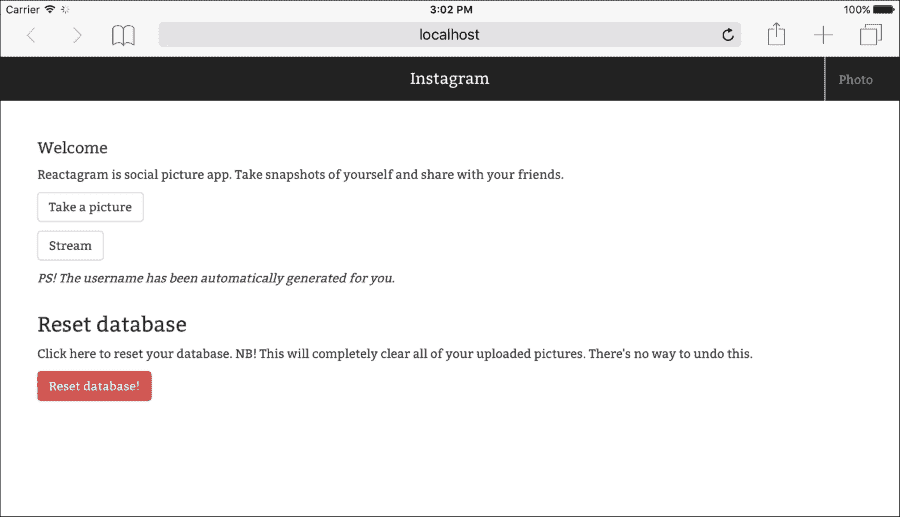 Carrier 3:02 PM 100%
localhost
Instagram Photo
Welcome
Reactagram is social picture app. Take snapshots of yourself and share with your friends.
Take a picture
Stream
PS! The username has been automatically generated for you.
Reset database
Click here to reset your database. NB! This will completely clear all of your uploaded pictures. There's no way to undo this.
Reset database!